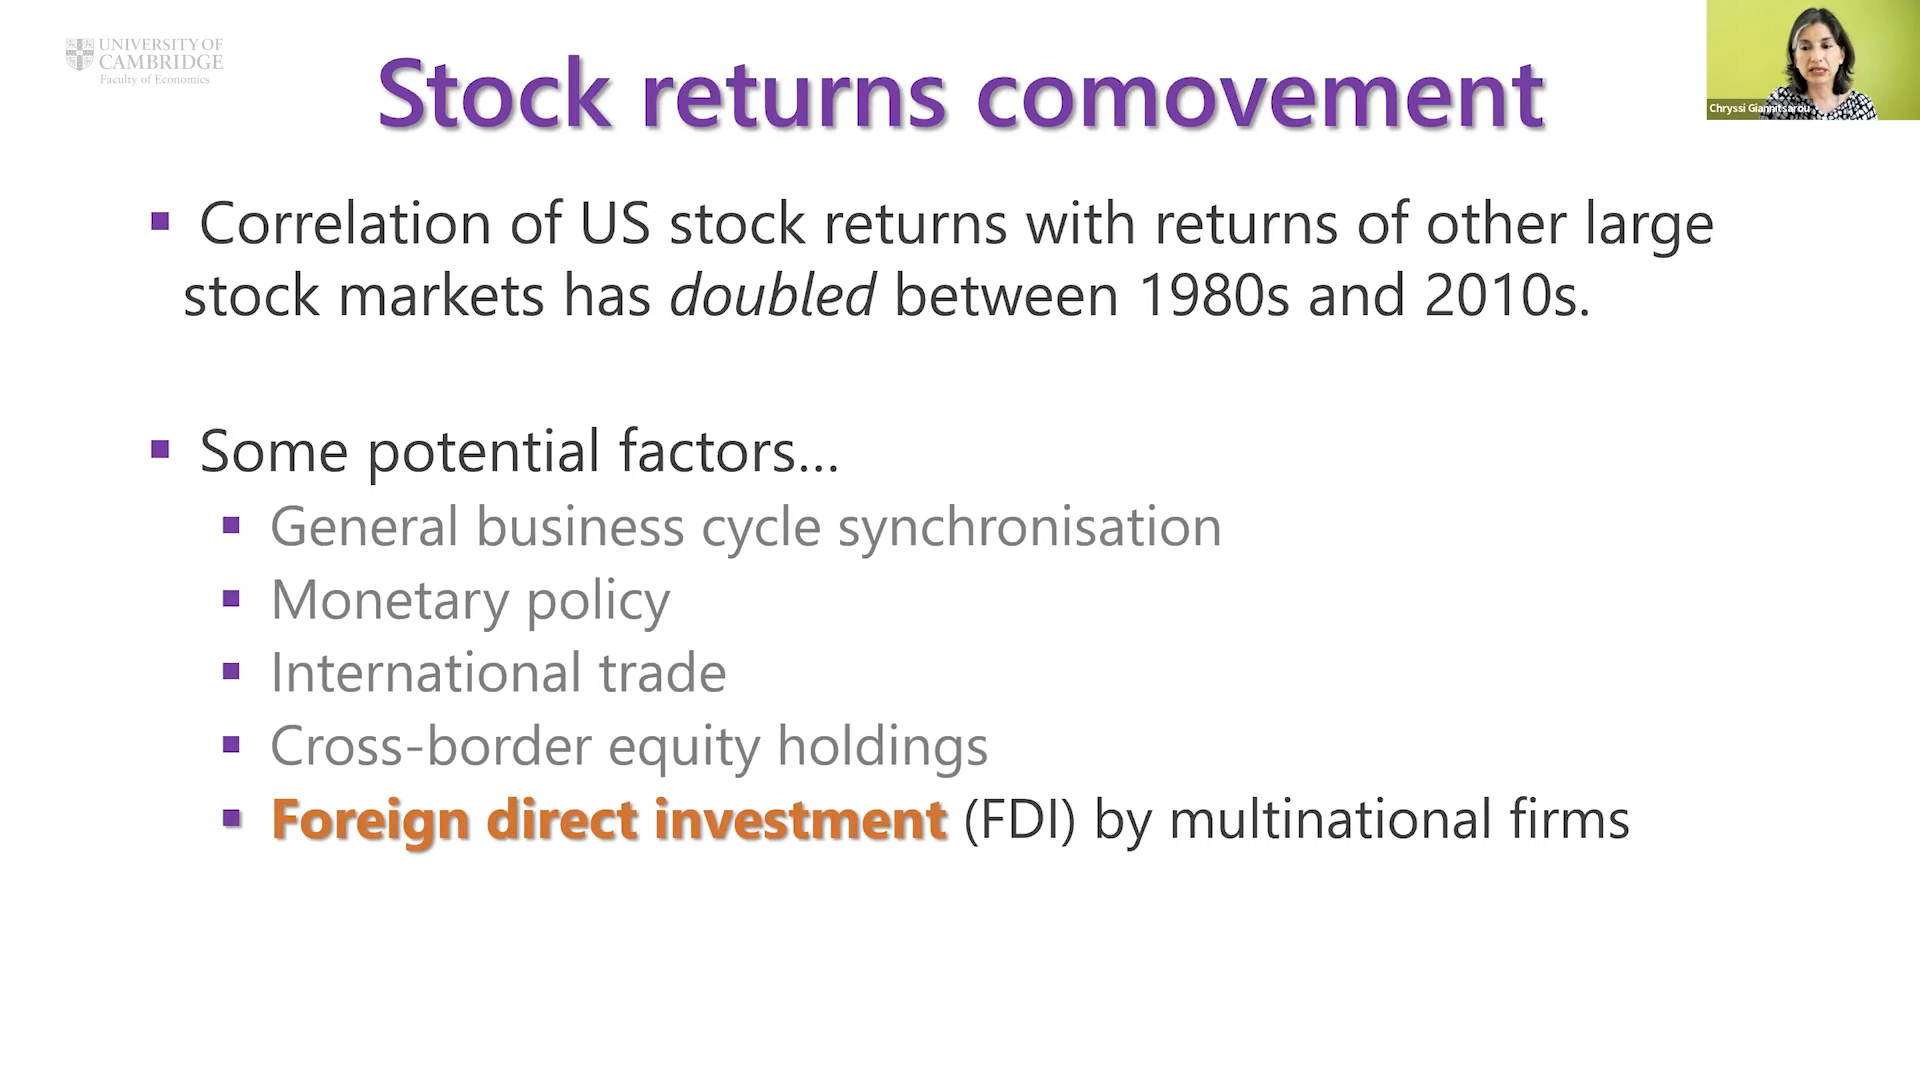 UNIVERSITY OF
CAMBRIDGE
Faculty of Economics
Stock returns comovement
Chryssi Giannitsarou
Correlation of US stock returns with returns of other large
stock markets has doubled between 1980s and 2010s.
Some potential factors...
General business cycle synchronisation
Monetary policy
International trade
Cross-border equity holdings
Foreign direct investment (FDI) by multinational firms